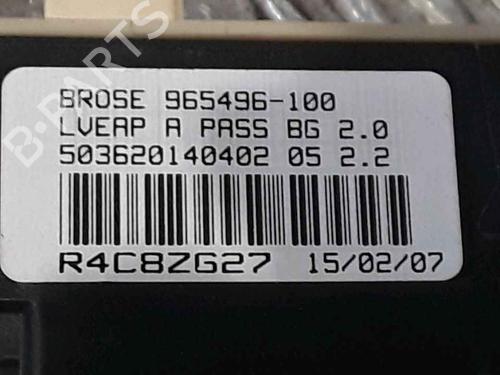 BROSE 965496-100
LVEAP A PASS BG 2.0
503620140402 05 2.2
R4C8ZG27 15/02/07
B-PARTS